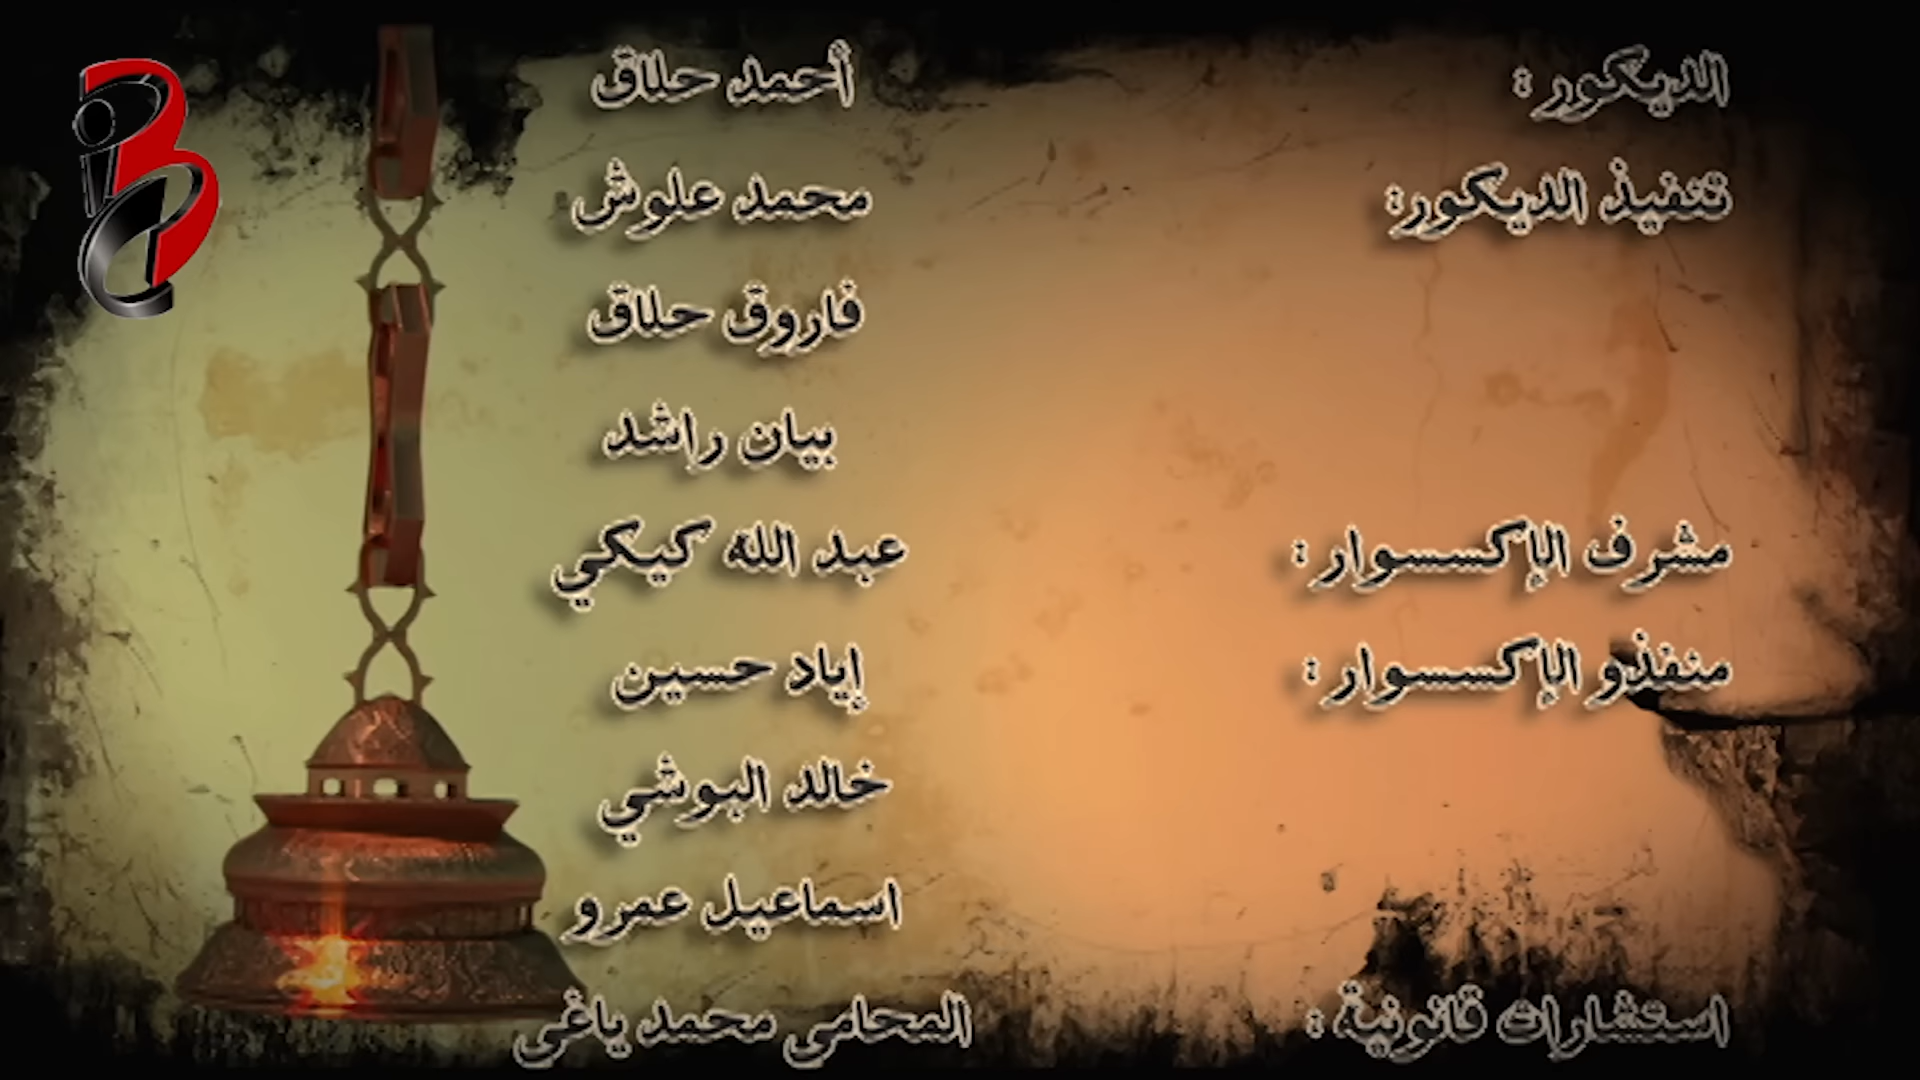 الديكور : أحمد حلاق
تنفيذ الديكور: محمد علوش
فاروق حلاق
بيان راشد
مشرف الإكسسوار : عبد الله كيكي
منفذو الإكسسوار : إياد حسين
خالد البوشي
اسماعيل عمرو
استشارات قانونية : المحامي محمد ياغي